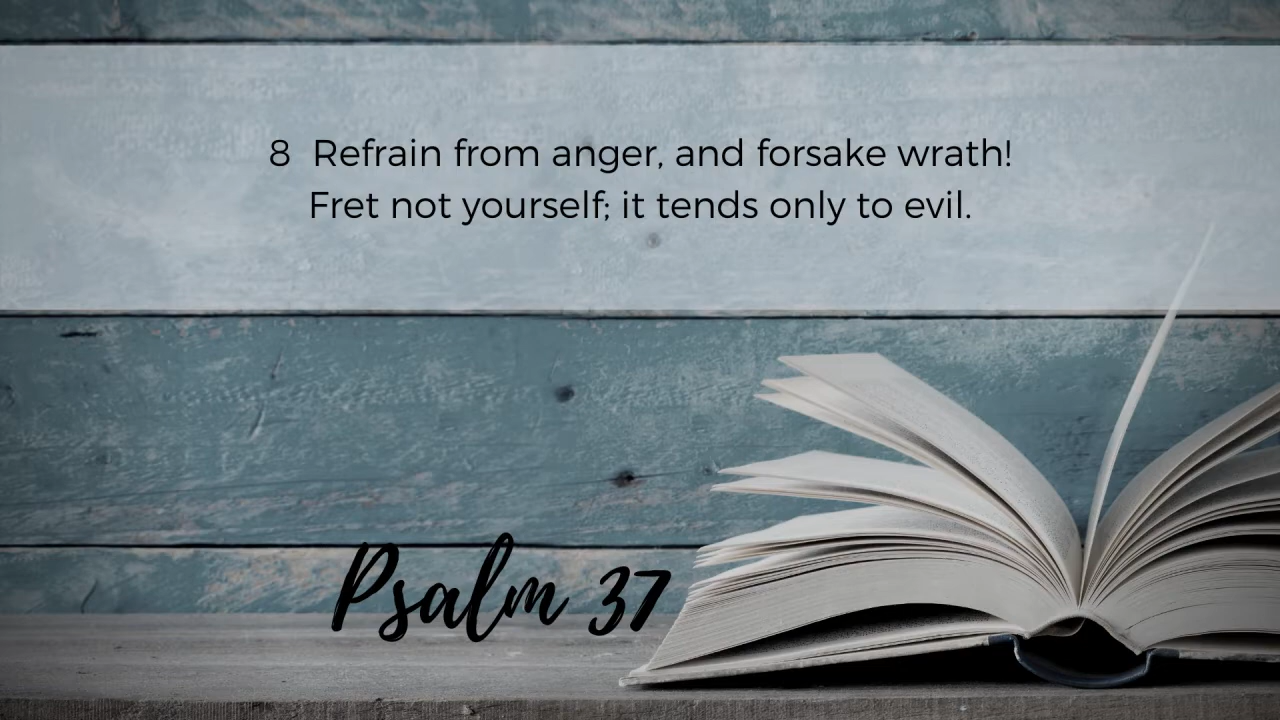 8  Refrain from anger, and forsake wrath!
Fret not yourself; it tends only to evil.
Psalm 37